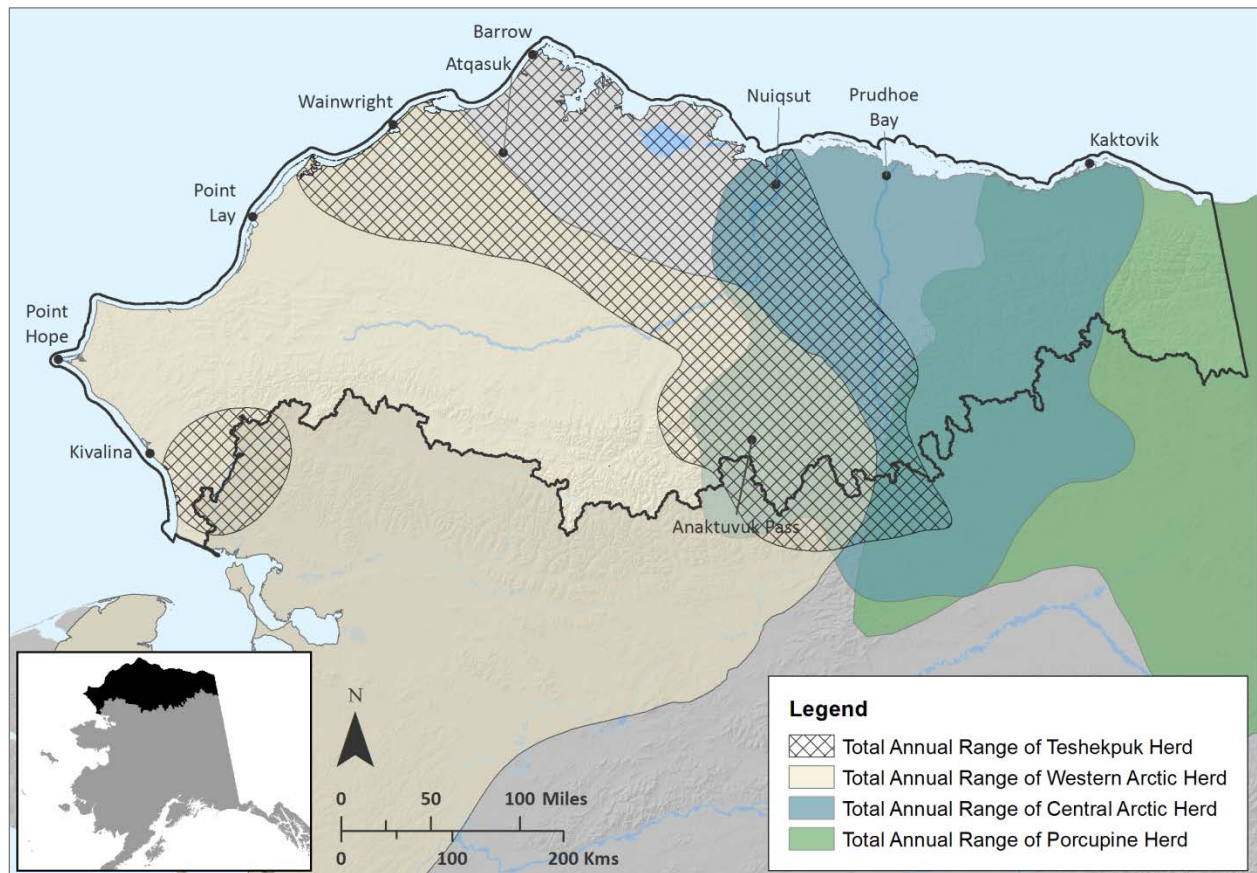 Barrow
Atqasuk
Wainwright
Nuiqsut
Prudhoe
Bay
Kaktovik
Point
Lay
Point
Hope
Kivalina
Anaktuvuk Pass
N
0 50 100 Miles
0 100 200 Kms
Legend
Total Annual Range of Teshekpuk Herd
Total Annual Range of Western Arctic Herd
Total Annual Range of Central Arctic Herd
Total Annual Range of Porcupine Herd